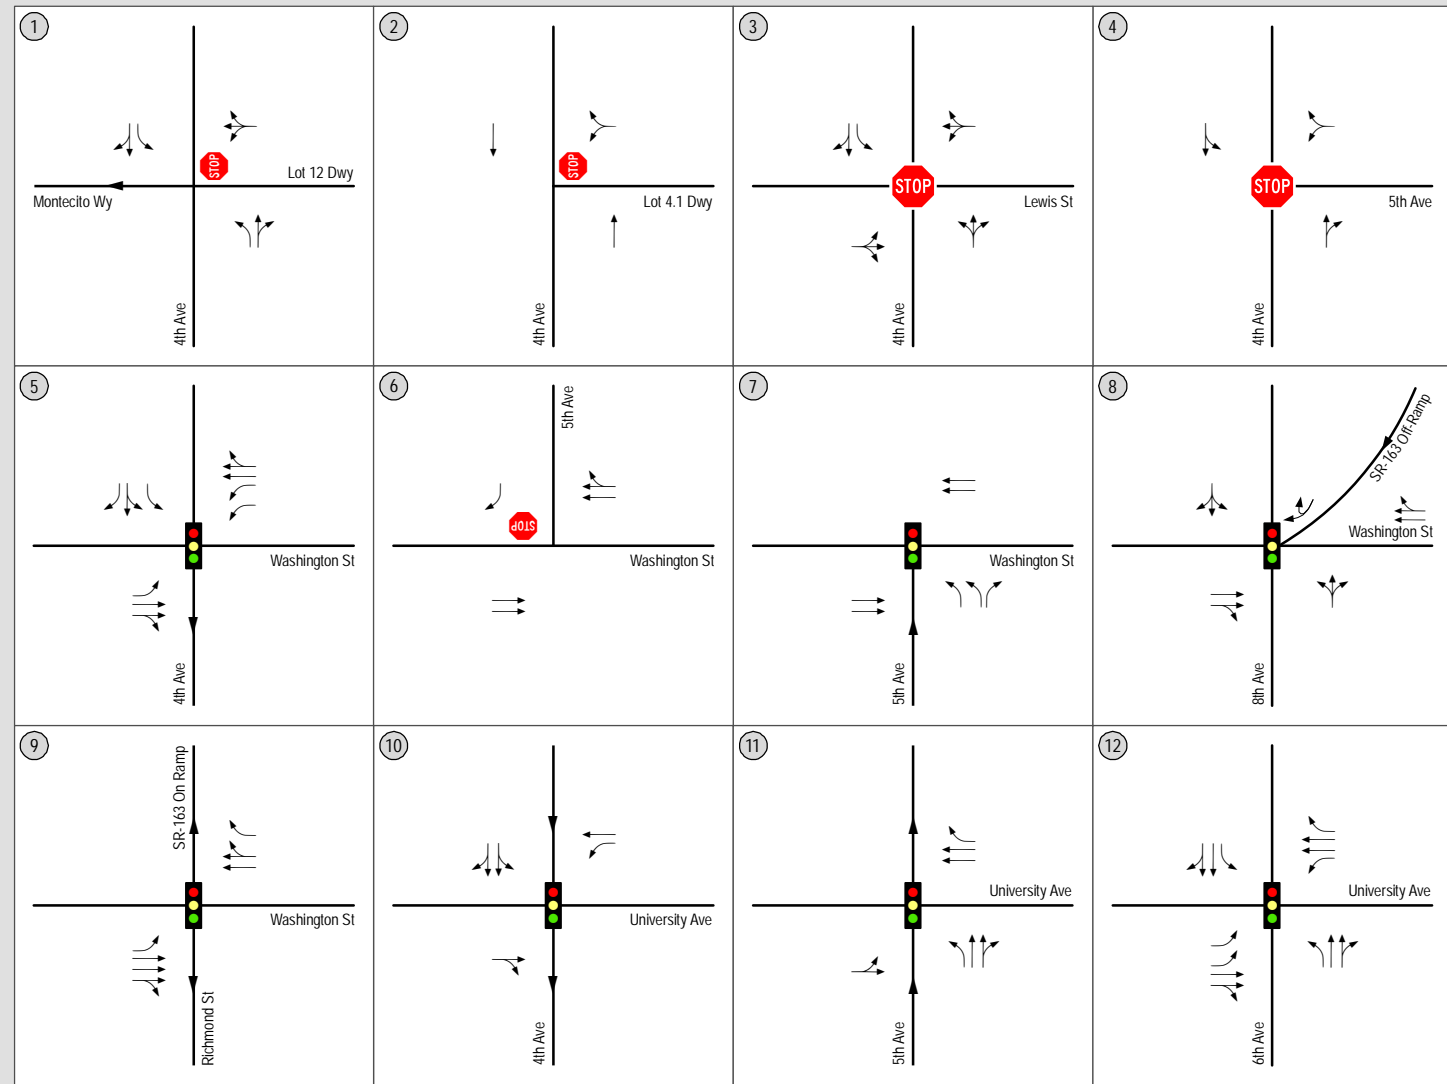 1
STOP
Lot 12 Dwy
Montecito Wy
4th Ave
2
STOP
Lot 4.1 Dwy
4th Ave
3
STOP
Lewis St
4th Ave
4
STOP
5th Ave
4th Ave
5
Washington St
4th Ave
6
5th Ave
STOP
Washington St
7
Washington St
5th Ave
8
SR-163 Off-Ramp
Washington St
8th Ave
9
SR-163 On Ramp
Washington St
Richmond St
10
University Ave
4th Ave
11
University Ave
5th Ave
12
University Ave
6th Ave